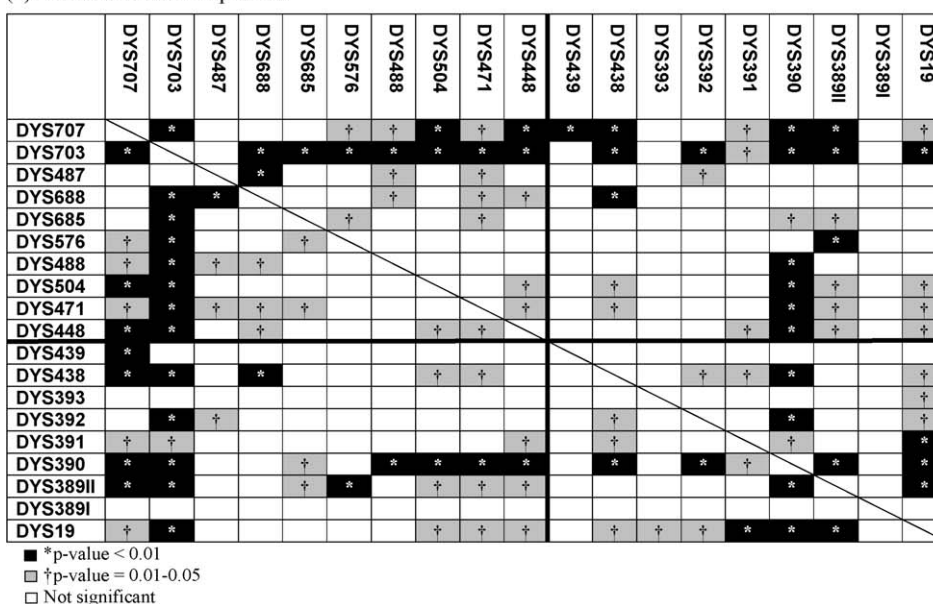 DYS707 DYS703 DYS487 DYS688 DYS685 DYS576 DYS488 DYS504 DYS471 DYS448 DYS439 DYS438 DYS393 DYS392 DYS391 DYS390 DYS389II DYS389I DYS19
DYS707 * † † * † * * * † * * †
DYS703 * * * * * * * * * * † * * *
DYS487 * † † †
DYS688 * * † † † *
DYS685 * † † † †
DYS576 † * † *
DYS488 † * † † *
DYS504 * * † † * † †
DYS471 † * † † † † † * † †
DYS448 * * † † † † * † †
DYS439 *
DYS438 * * * † † † † * †
DYS393 †
DYS392 * † † * †
DYS391 † † † † † *
DYS390 * * † * * * * * * † * *
DYS389II * * † * † † † * *
DYS389I
DYS19 † * † † † † † † * * *
*p-value < 0.01
†p-value = 0.01-0.05
Not significant